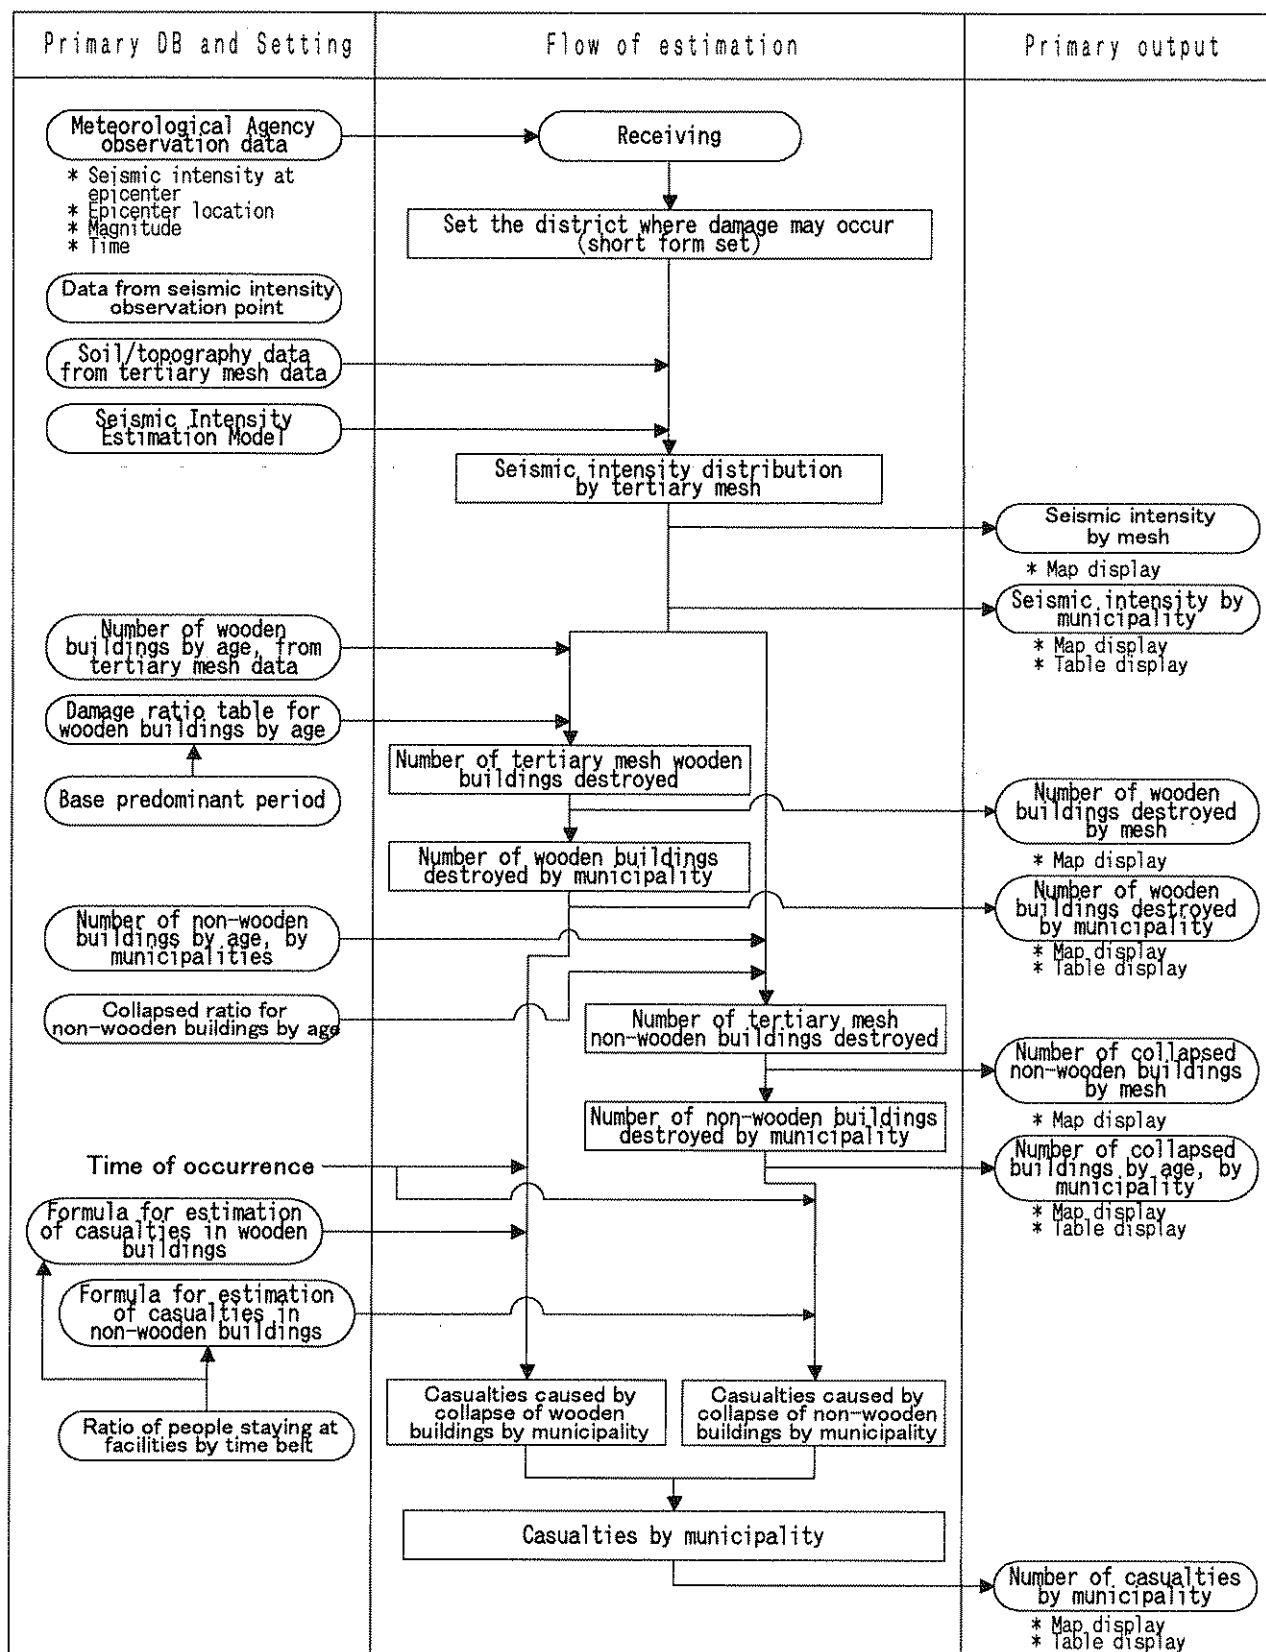 Primary DB and Setting
Flow of estimation
Primary output
Meteorological Agency
observation data
* Seismic intensity at
epicenter
* Epicenter location
* Magnitude
* Time
Receiving
Set the district where damage may occur
(short form set)
Data from seismic intensity
observation point
Soil/topography data
from tertiary mesh data
Seismic Intensity
Estimation Model
Seismic intensity distribution
by tertiary mesh
Seismic intensity
by mesh
* Map display
Seismic intensity by
municipality
* Map display
* Table display
Number of wooden
buildings by age, from
tertiary mesh data
Damage ratio table for
wooden buildings by age
Base predominant period
Number of tertiary mesh wooden
buildings destroyed
Number of wooden
buildings destroyed
by mesh
* Map display
Number of wooden buildings
destroyed by municipality
Number of wooden
buildings destroyed
by municipality
* Map display
* Table display
Number of non-wooden
buildings by age, by
municipalities
Collapsed ratio for
non-wooden buildings by age
Number of tertiary mesh
non-wooden buildings destroyed
Number of collapsed
non-wooden buildings
by mesh
* Map display
Number of non-wooden buildings
destroyed by municipality
Number of collapsed
buildings by age, by
municipality
* Map display
* Table display
Time of occurrence
Formula for estimation
of casualties in wooden
buildings
Formula for estimation
of casualties in
non-wooden buildings
Ratio of people staying at
facilities by time belt
Casualties caused by
collapse of wooden
buildings by municipality
Casualties caused by
collapse of non-wooden
buildings by municipality
Casualties by municipality
Number of casualties
by municipality
* Map display
* Table display